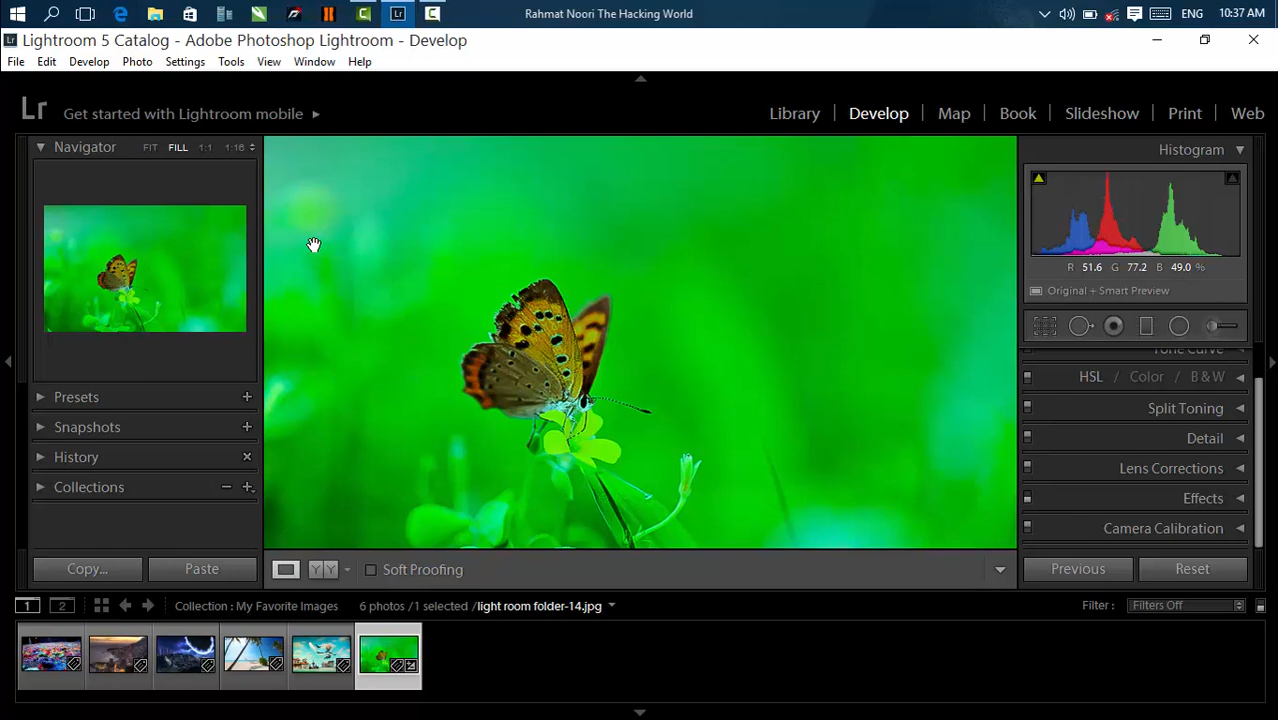 Rahmat Noori The Hacking World
ENG
10:37 AM
Lr Lightroom 5 Catalog - Adobe Photoshop Lightroom - Develop
File Edit Develop Photo Settings Tools View Window Help
Lr Get started with Lightroom mobile
Library Develop Map Book Slideshow Print Web
Navigator FIT FILL 1:1 1:16
Histogram
R 51.6 G 77.2 B 49.0 %
Original + Smart Preview
Tone Curve
HSL / Color / B & W
Presets
Split Toning
Snapshots
Detail
History
Lens Corrections
Collections
Effects
Camera Calibration
Copy... Paste
YY Soft Proofing
Previous Reset
1 2 Collection : My Favorite Images 6 photos /1 selected /light room folder-14.jpg
Filter : Filters Off